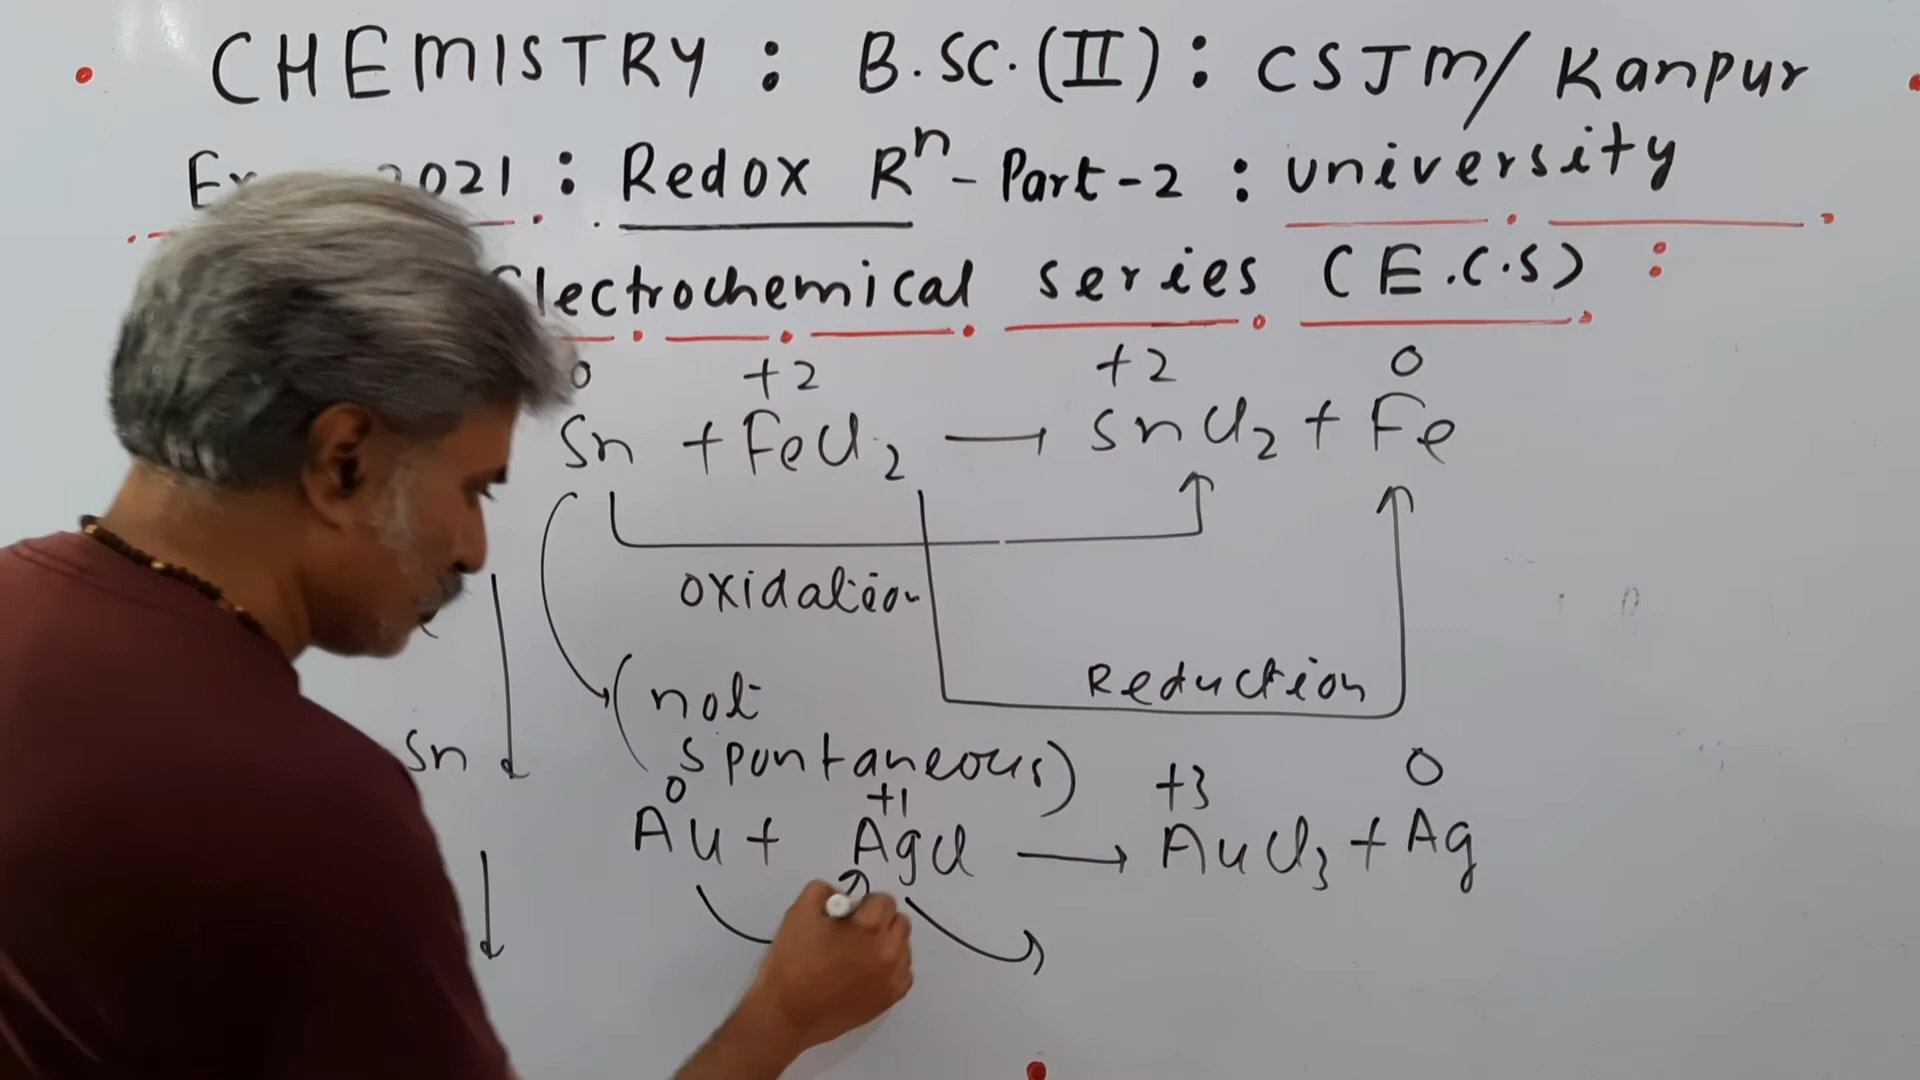 CHEMISTRY : B.SC.(II) : CSJM/ Kanpur
2021 : Redox Rⁿ - Part-2 : university
Electrochemical series (E.C.S) :
0 +2 +2 0
Sn + FeCl₂ → SnCl₂ + Fe
oxidation
Reduction
(not
Sn
spontaneous)
0 +1 +3 0
Au + AgCl → AuCl₃ + Ag